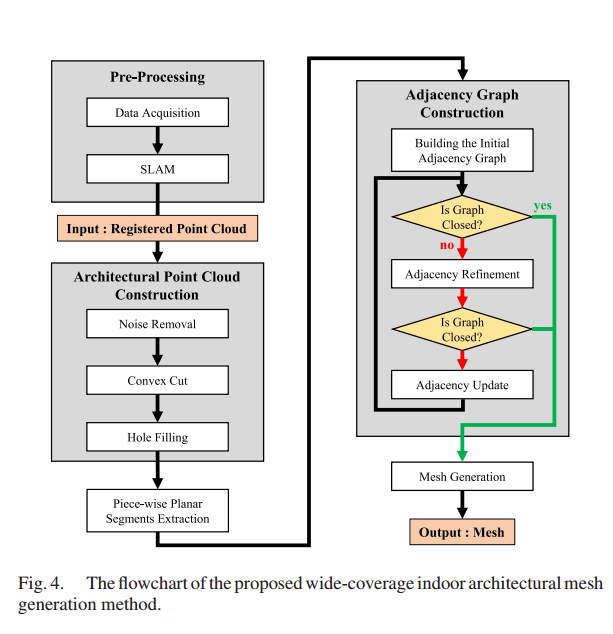 Pre-Processing
Data Acquisition
SLAM
Input : Registered Point Cloud
Architectural Point Cloud
Construction
Noise Removal
Convex Cut
Hole Filling
Piece-wise Planar
Segments Extraction
Adjacency Graph
Construction
Building the Initial
Adjacency Graph
Is Graph
Closed?
yes
no
Adjacency Refinement
Is Graph
Closed?
Adjacency Update
Mesh Generation
Output : Mesh
Fig. 4. The flowchart of the proposed wide-coverage indoor architectural mesh
generation method.